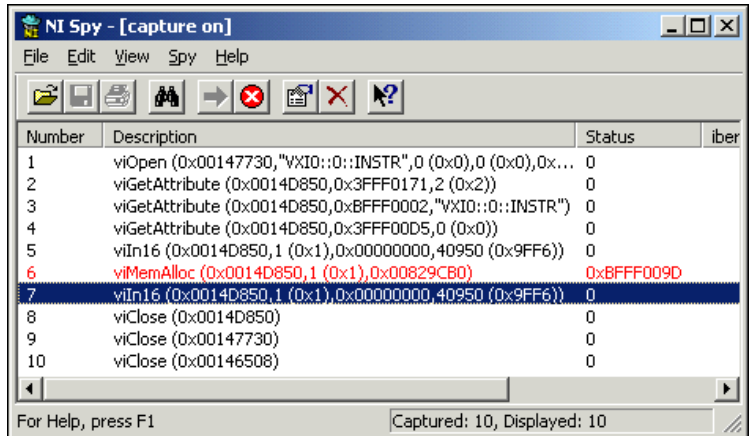 NI Spy - [capture on]
File Edit View Spy Help
Number Description Status iber
1 viOpen (0x00147730,"VXI0::0::INSTR",0 (0x0),0 (0x0),0x... 0
2 viGetAttribute (0x0014D850,0x3FFF0171,2 (0x2)) 0
3 viGetAttribute (0x0014D850,0xBFFF0002,"VXI0::0::INSTR") 0
4 viGetAttribute (0x0014D850,0x3FFF00D5,0 (0x0)) 0
5 viIn16 (0x0014D850,1 (0x1),0x00000000,40950 (0x9FF6)) 0
6 viMemAlloc (0x0014D850,1 (0x1),0x00829CB0) 0xBFFF009D
7 viIn16 (0x0014D850,1 (0x1),0x00000000,40950 (0x9FF6)) 0
8 viClose (0x0014D850) 0
9 viClose (0x00147730) 0
10 viClose (0x00146508) 0
For Help, press F1 Captured: 10, Displayed: 10